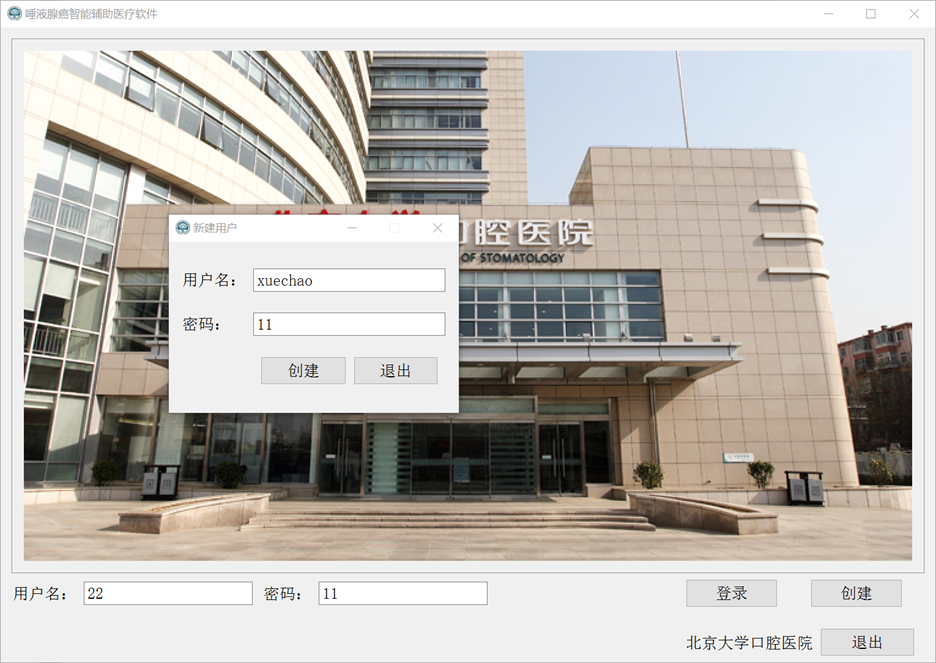 唾液腺癌智能辅助医疗软件
口腔医院
OF STOMATOLOGY
新建用户
用户名： xuechao
密码： 11
创建 退出
用户名： 22 密码： 11 登录 创建
北京大学口腔医院 退出